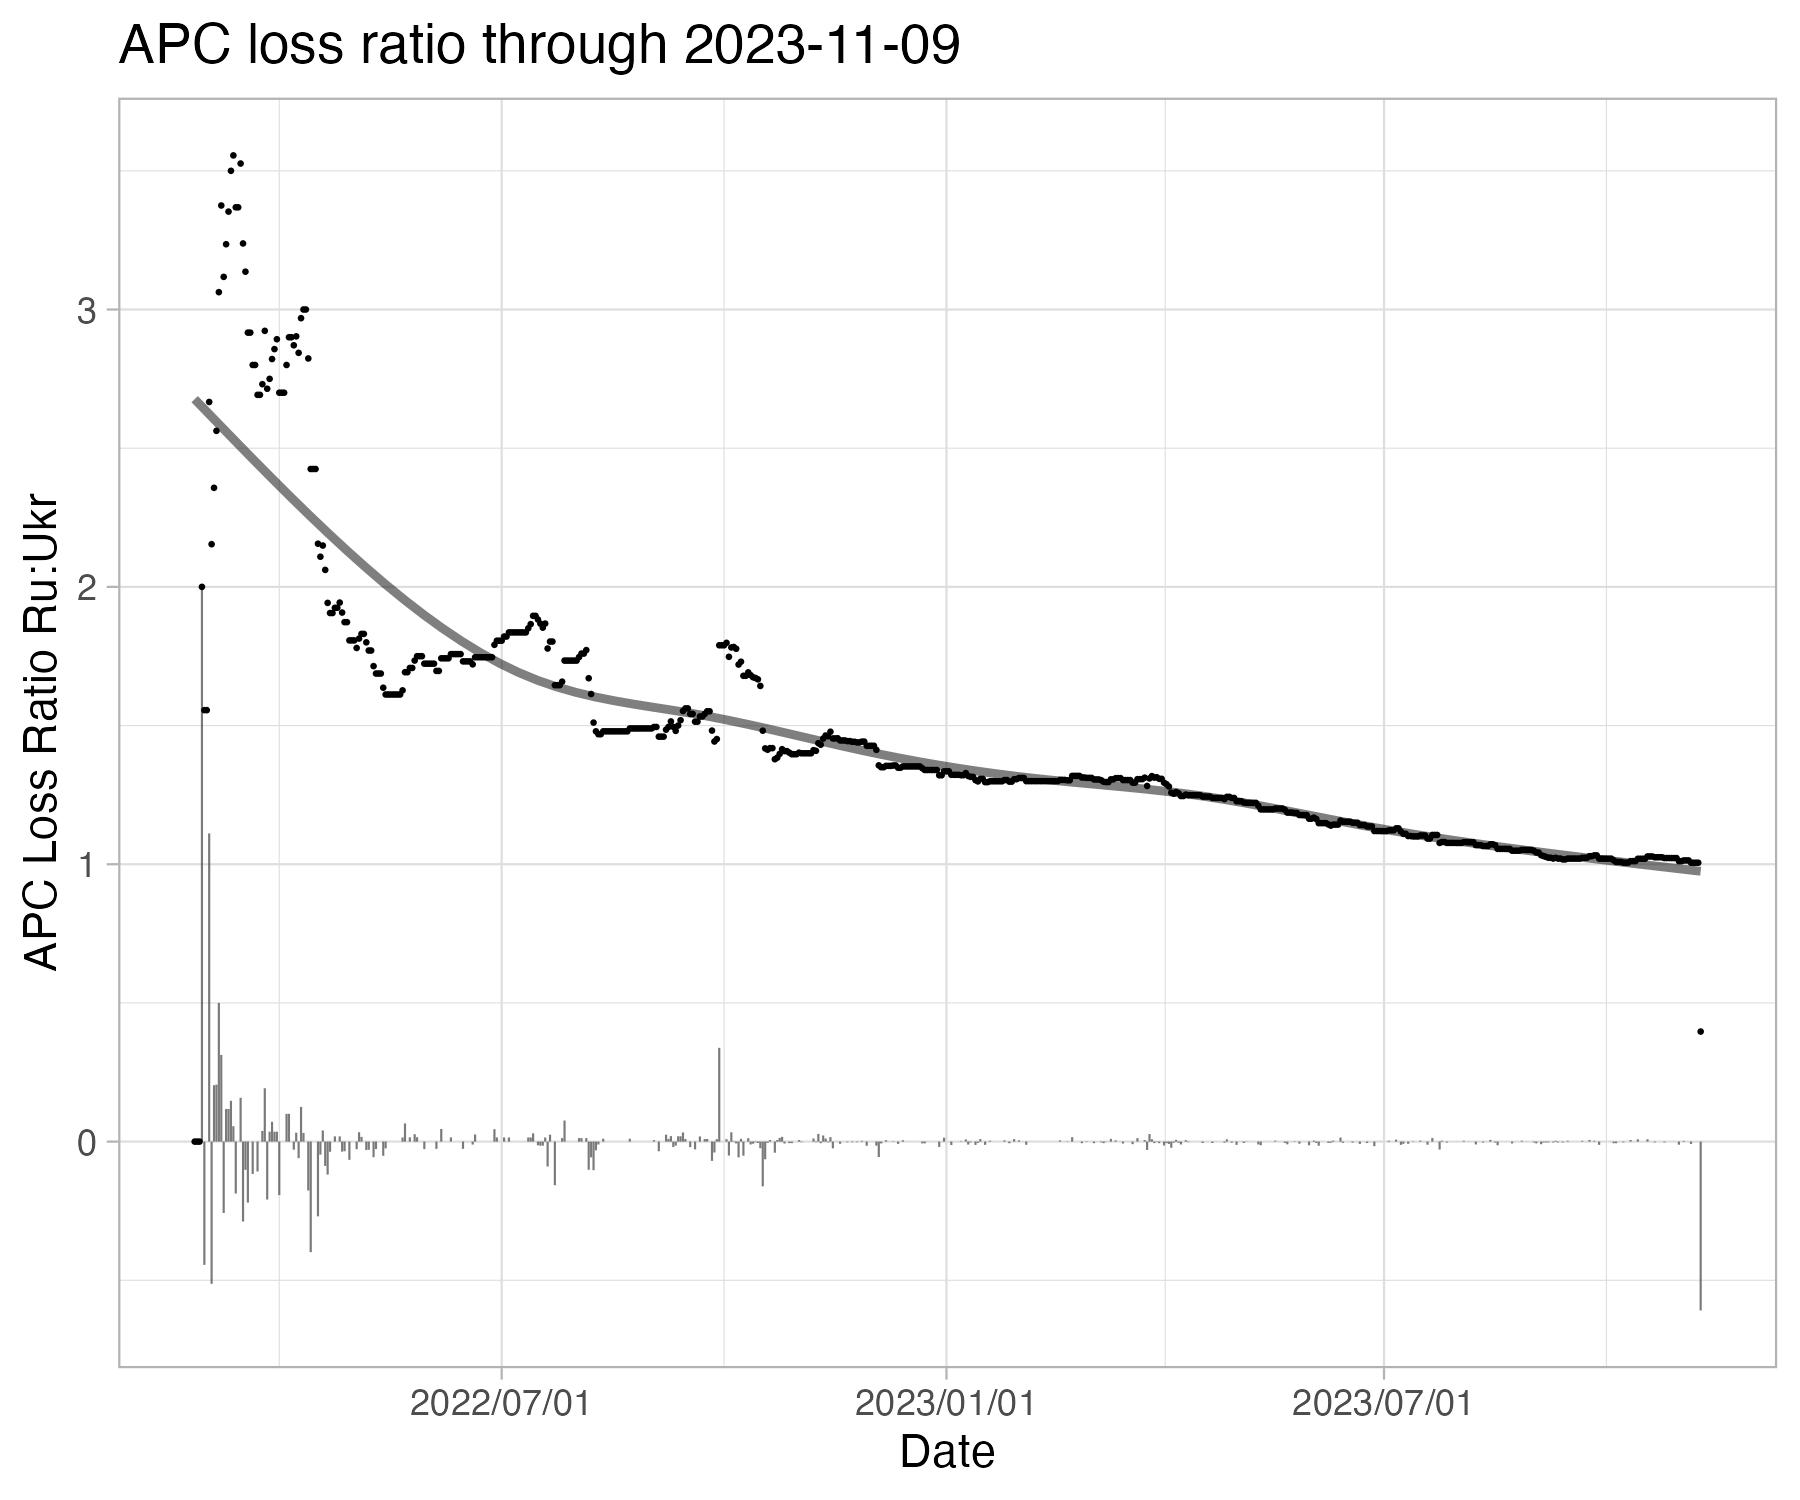 APC loss ratio through 2023-11-09
APC Loss Ratio Ru:Ukr
3
2
1
0
2022/07/01
2023/01/01
2023/07/01
Date